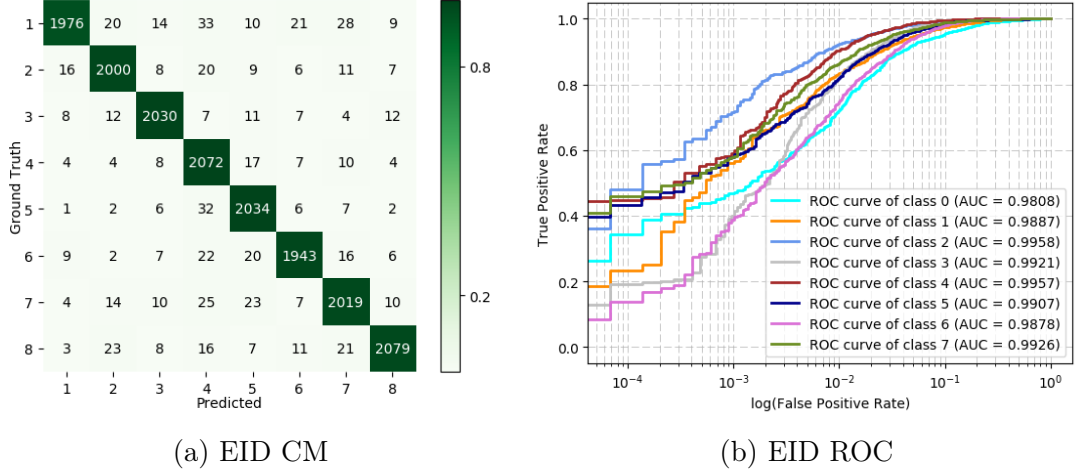 1 1976 20 14 33 10 21 28 9
2 16 2000 8 20 9 6 11 7
3 8 12 2030 7 11 7 4 12
4 4 4 8 2072 17 7 10 4
5 1 2 6 32 2034 6 7 2
6 9 2 7 22 20 1943 16 6
7 4 14 10 25 23 7 2019 10
8 3 23 8 16 7 11 21 2079
1 2 3 4 5 6 7 8
Predicted
Ground Truth
0.8
0.2
(a) EID CM
1.0
0.8
0.6
0.4
0.2
0.0
True Positive Rate
ROC curve of class 0 (AUC = 0.9808)
ROC curve of class 1 (AUC = 0.9887)
ROC curve of class 2 (AUC = 0.9958)
ROC curve of class 3 (AUC = 0.9921)
ROC curve of class 4 (AUC = 0.9957)
ROC curve of class 5 (AUC = 0.9907)
ROC curve of class 6 (AUC = 0.9878)
ROC curve of class 7 (AUC = 0.9926)
10⁻⁴ 10⁻³ 10⁻² 10⁻¹ 10⁰
log(False Positive Rate)
(b) EID ROC